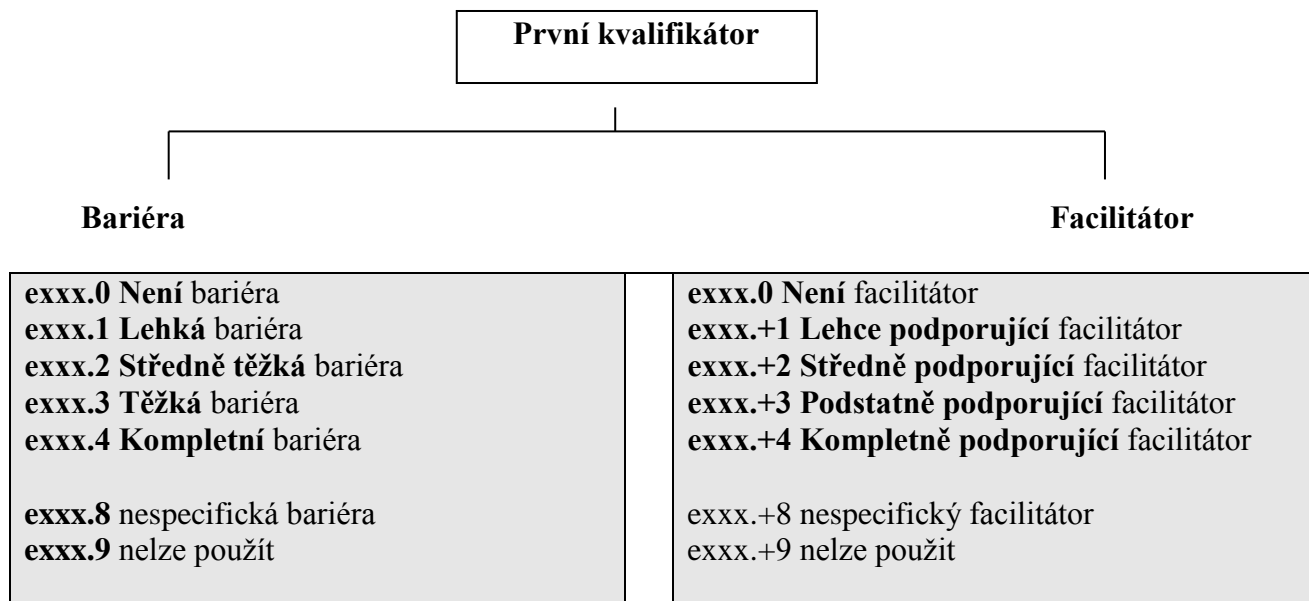 První kvalifikátor
Bariéra
Facilitátor
exxx.0 Není bariéra
exxx.1 Lehká bariéra
exxx.2 Středně těžká bariéra
exxx.3 Těžká bariéra
exxx.4 Kompletní bariéra
exxx.8 nespecifická bariéra
exxx.9 nelze použít
exxx.0 Není facilitátor
exxx.+1 Lehce podporující facilitátor
exxx.+2 Středně podporující facilitátor
exxx.+3 Podstatně podporující facilitátor
exxx.+4 Kompletně podporující facilitátor
exxx.+8 nespecifický facilitátor
exxx.+9 nelze použit